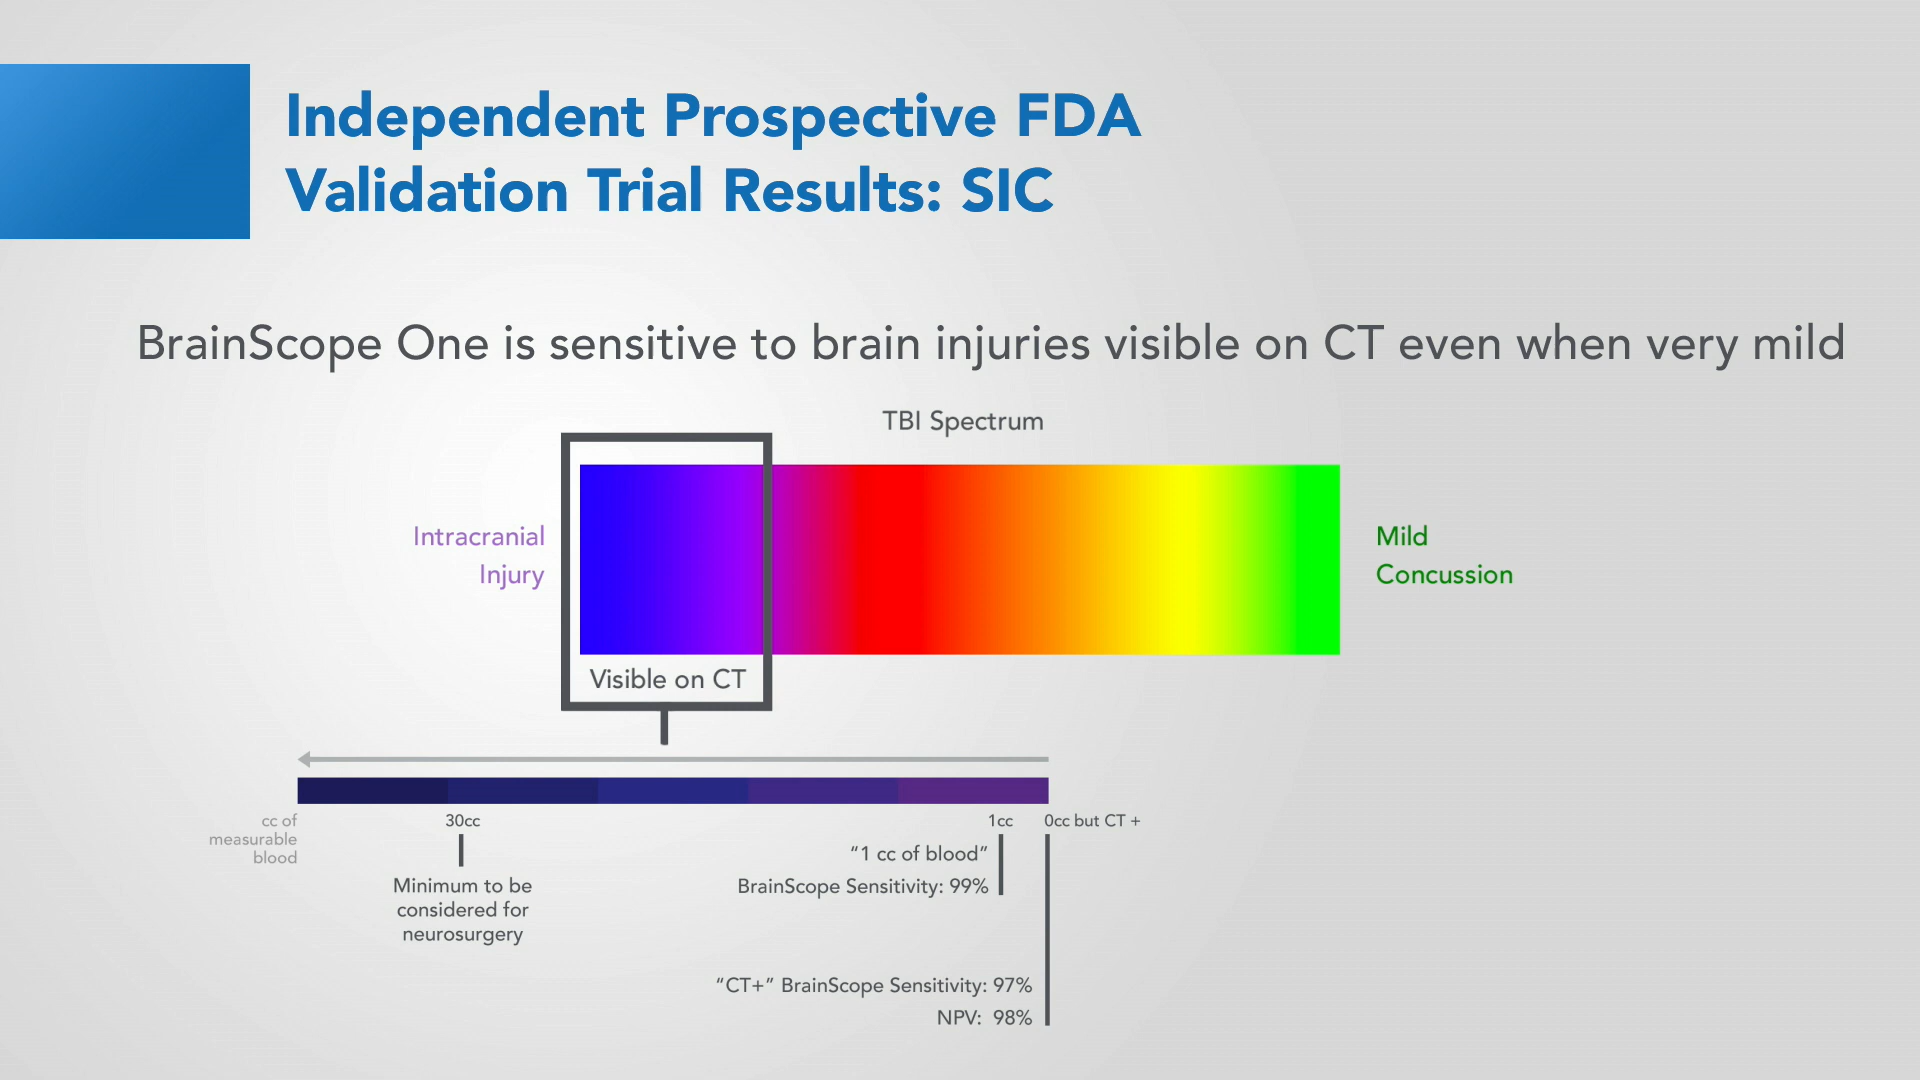 Independent Prospective FDA
Validation Trial Results: SIC
BrainScope One is sensitive to brain injuries visible on CT even when very mild
TBI Spectrum
Intracranial
Injury
Mild
Concussion
Visible on CT
cc of
measurable
blood
30cc
Minimum to be
considered for
neurosurgery
1cc
0cc but CT +
“1 cc of blood”
BrainScope Sensitivity: 99%
“CT+” BrainScope Sensitivity: 97%
NPV: 98%